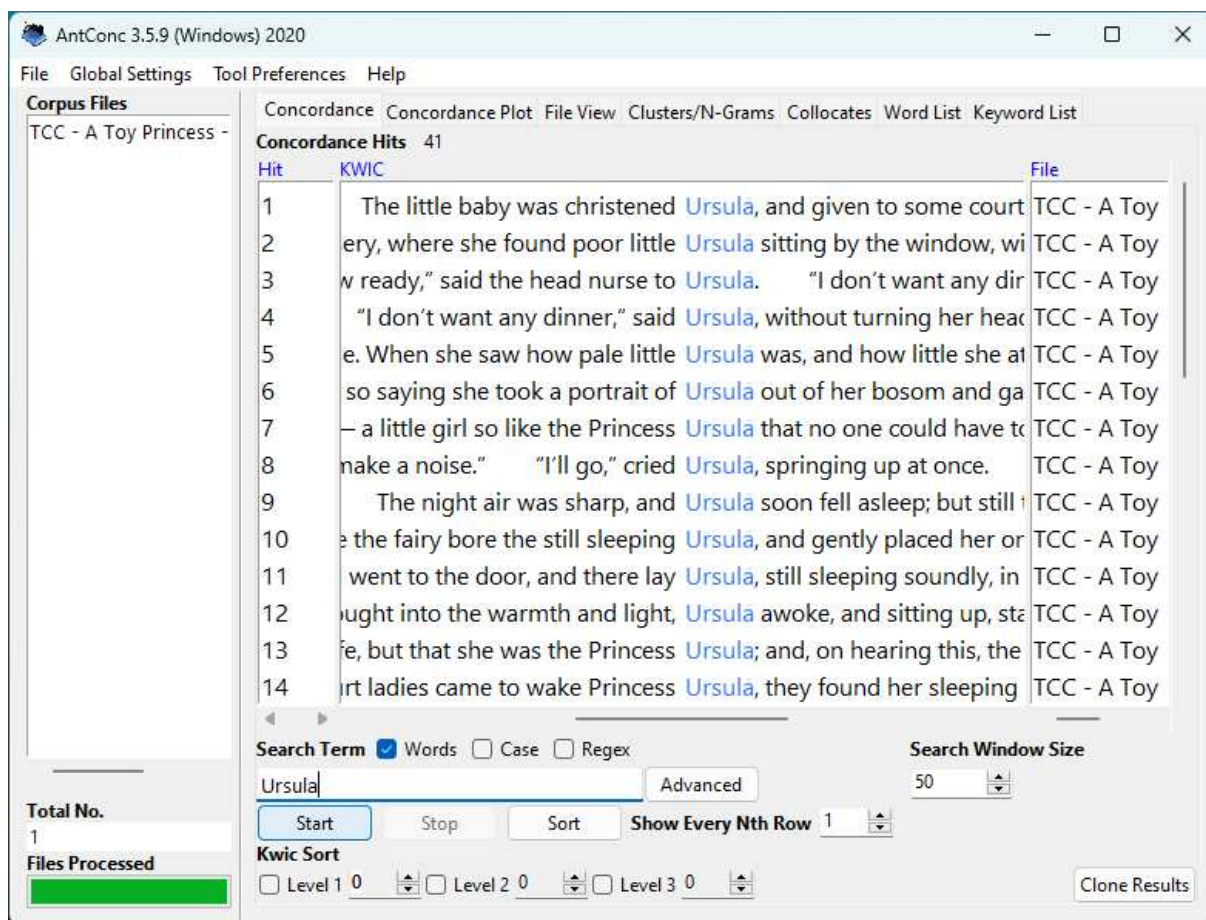 AntConc 3.5.9 (Windows) 2020
File Global Settings Tool Preferences Help
Corpus Files
TCC - A Toy Princess -
Concordance Concordance Plot File View Clusters/N-Grams Collocates Word List Keyword List
Concordance Hits 41
Hit KWIC File
1 The little baby was christened Ursula, and given to some court TCC - A Toy
2 ery, where she found poor little Ursula sitting by the window, wi TCC - A Toy
3 w ready,” said the head nurse to Ursula. “I don’t want any dir TCC - A Toy
4 “I don’t want any dinner,” said Ursula, without turning her head TCC - A Toy
5 e. When she saw how pale little Ursula was, and how little she at TCC - A Toy
6 so saying she took a portrait of Ursula out of her bosom and ga TCC - A Toy
7 — a little girl so like the Princess Ursula that no one could have to TCC - A Toy
8 make a noise.” “I’ll go,” cried Ursula, springing up at once. TCC - A Toy
9 The night air was sharp, and Ursula soon fell asleep; but still TCC - A Toy
10 e the fairy bore the still sleeping Ursula, and gently placed her or TCC - A Toy
11 went to the door, and there lay Ursula, still sleeping soundly, in TCC - A Toy
12 ought into the warmth and light, Ursula awoke, and sitting up, sta TCC - A Toy
13 fe, but that she was the Princess Ursula; and, on hearing this, the TCC - A Toy
14 urt ladies came to wake Princess Ursula, they found her sleeping TCC - A Toy
Search Term Words Case Regex Search Window Size
Ursula Advanced 50
Total No.
1
Start Stop Sort Show Every Nth Row 1
Files Processed
Kwic Sort
Level 1 0 Level 2 0 Level 3 0 Clone Results